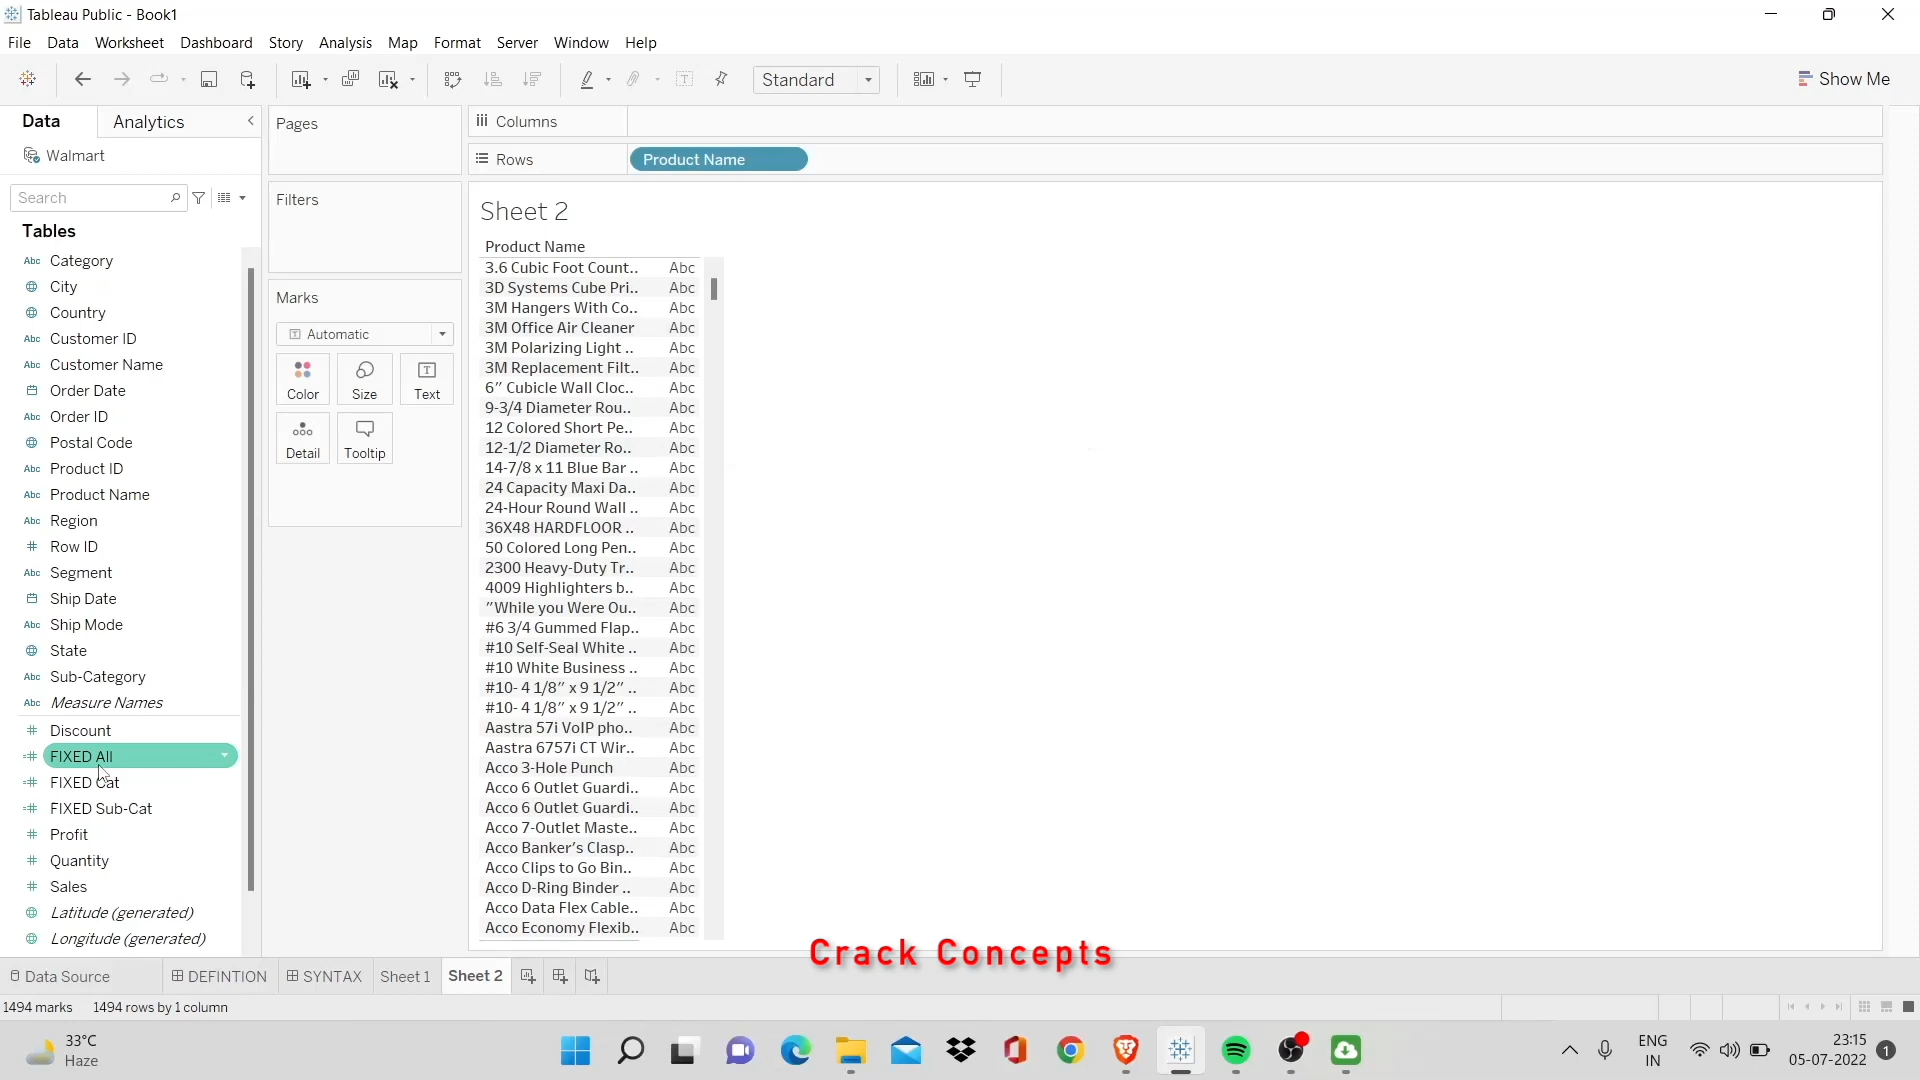 Tableau Public - Book1
File Data Worksheet Dashboard Story Analysis Map Format Server Window Help
Standard
Show Me
Data Analytics
Pages
Columns
Walmart
Rows
Product Name
Search
Filters
Tables
Sheet 2
Product Name
Abc Category
City
Country
Abc Customer ID
Abc Customer Name
Order Date
Abc Order ID
Postal Code
Abc Product ID
Abc Product Name
Abc Region
Row ID
Abc Segment
Ship Date
Abc Ship Mode
State
Abc Sub-Category
Abc Measure Names
Discount
FIXED All
FIXED Cat
FIXED Sub-Cat
Profit
Quantity
Sales
Latitude (generated)
Longitude (generated)
Marks
Automatic
Color Size Text
Detail Tooltip
3.6 Cubic Foot Count.. Abc
3D Systems Cube Pri.. Abc
3M Hangers With Co.. Abc
3M Office Air Cleaner Abc
3M Polarizing Light .. Abc
3M Replacement Filt.. Abc
6″ Cubicle Wall Cloc.. Abc
9-3/4 Diameter Rou.. Abc
12 Colored Short Pe.. Abc
12-1/2 Diameter Ro.. Abc
14-7/8 x 11 Blue Bar .. Abc
24 Capacity Maxi Da.. Abc
24-Hour Round Wall .. Abc
36X48 HARDFLOOR .. Abc
50 Colored Long Pen.. Abc
2300 Heavy-Duty Tr.. Abc
4009 Highlighters b.. Abc
″While you Were Ou.. Abc
#6 3/4 Gummed Flap.. Abc
#10 Self-Seal White .. Abc
#10 White Business .. Abc
#10- 4 1/8″ x 9 1/2″ .. Abc
#10- 4 1/8″ x 9 1/2″ .. Abc
Aastra 57i VoIP pho.. Abc
Aastra 6757i CT Wir.. Abc
Acco 3-Hole Punch Abc
Acco 6 Outlet Guardi.. Abc
Acco 6 Outlet Guardi.. Abc
Acco 7-Outlet Maste.. Abc
Acco Banker's Clasp.. Abc
Acco Clips to Go Bin.. Abc
Acco D-Ring Binder .. Abc
Acco Data Flex Cable.. Abc
Acco Economy Flexib.. Abc
Crack Concepts
Data Source DEFINTION SYNTAX Sheet 1 Sheet 2
1494 marks 1494 rows by 1 column
33°C
Haze
ENG
IN
23:15
05-07-2022
1